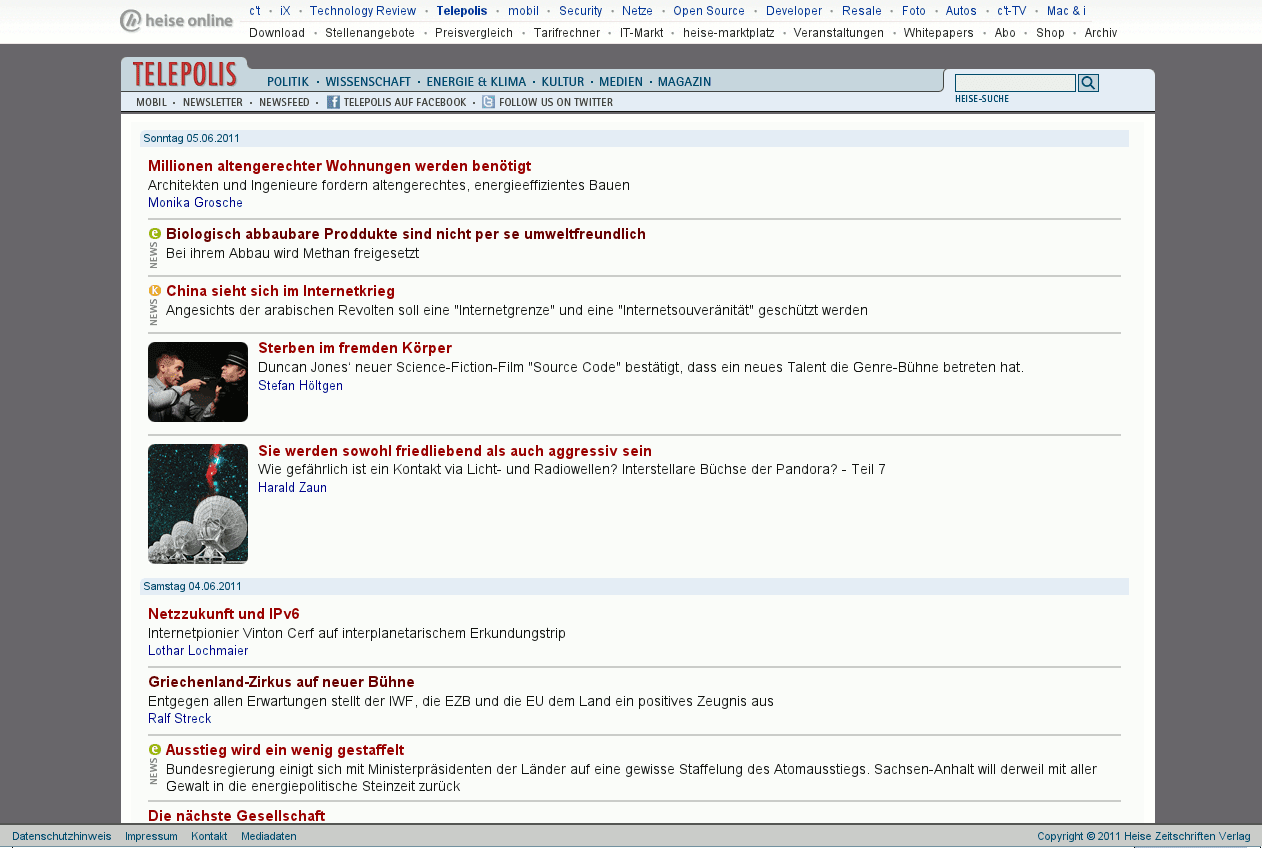 heise online
c't • iX • Technology Review • Telepolis • mobil • Security • Netze • Open Source • Developer • Resale • Foto • Autos • c't-TV • Mac & i
Download • Stellenangebote • Preisvergleich • Tarifrechner • IT-Markt • heise-marktplatz • Veranstaltungen • Whitepapers • Abo • Shop • Archiv
TELEPOLIS
POLITIK • WISSENSCHAFT • ENERGIE & KLIMA • KULTUR • MEDIEN • MAGAZIN
HEISE-SUCHE
MOBIL • NEWSLETTER • NEWSFEED • TELEPOLIS AUF FACEBOOK • FOLLOW US ON TWITTER
Sonntag 05.06.2011
Millionen altengerechter Wohnungen werden benötigt
Architekten und Ingenieure fordern altengerechtes, energieeffizientes Bauen
Monika Grosche
e NEWS
Biologisch abbaubare Proddukte sind nicht per se umweltfreundlich
Bei ihrem Abbau wird Methan freigesetzt
K NEWS
China sieht sich im Internetkrieg
Angesichts der arabischen Revolten soll eine "Internetgrenze" und eine "Internetsouveränität" geschützt werden
Sterben im fremden Körper
Duncan Jones' neuer Science-Fiction-Film "Source Code" bestätigt, dass ein neues Talent die Genre-Bühne betreten hat.
Stefan Höltgen
Sie werden sowohl friedliebend als auch aggressiv sein
Wie gefährlich ist ein Kontakt via Licht- und Radiowellen? Interstellare Büchse der Pandora? - Teil 7
Harald Zaun
Samstag 04.06.2011
Netzzukunft und IPv6
Internetpionier Vinton Cerf auf interplanetarischem Erkundungstrip
Lothar Lochmaier
Griechenland-Zirkus auf neuer Bühne
Entgegen allen Erwartungen stellt der IWF, die EZB und die EU dem Land ein positives Zeugnis aus
Ralf Streck
e NEWS
Ausstieg wird ein wenig gestaffelt
Bundesregierung einigt sich mit Ministerpräsidenten der Länder auf eine gewisse Staffelung des Atomausstiegs. Sachsen-Anhalt will derweil mit aller
Gewalt in die energiepolitische Steinzeit zurück
Die nächste Gesellschaft
Datenschutzhinweis Impressum Kontakt Mediadaten
Copyright © 2011 Heise Zeitschriften Verlag